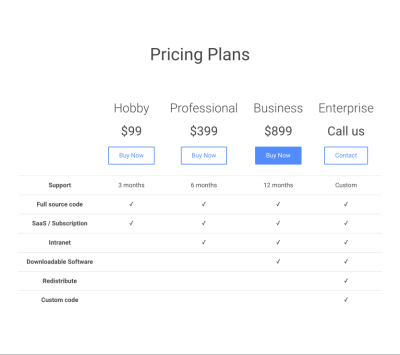 Pricing Plans
Hobby Professional Business Enterprise
$99 $399 $899 Call us
Buy Now Buy Now Buy Now Contact
Support 3 months 6 months 12 months Custom
Full source code ✓ ✓ ✓ ✓
SaaS / Subscription ✓ ✓ ✓ ✓
Intranet ✓ ✓ ✓
Downloadable Software ✓ ✓
Redistribute ✓
Custom code ✓